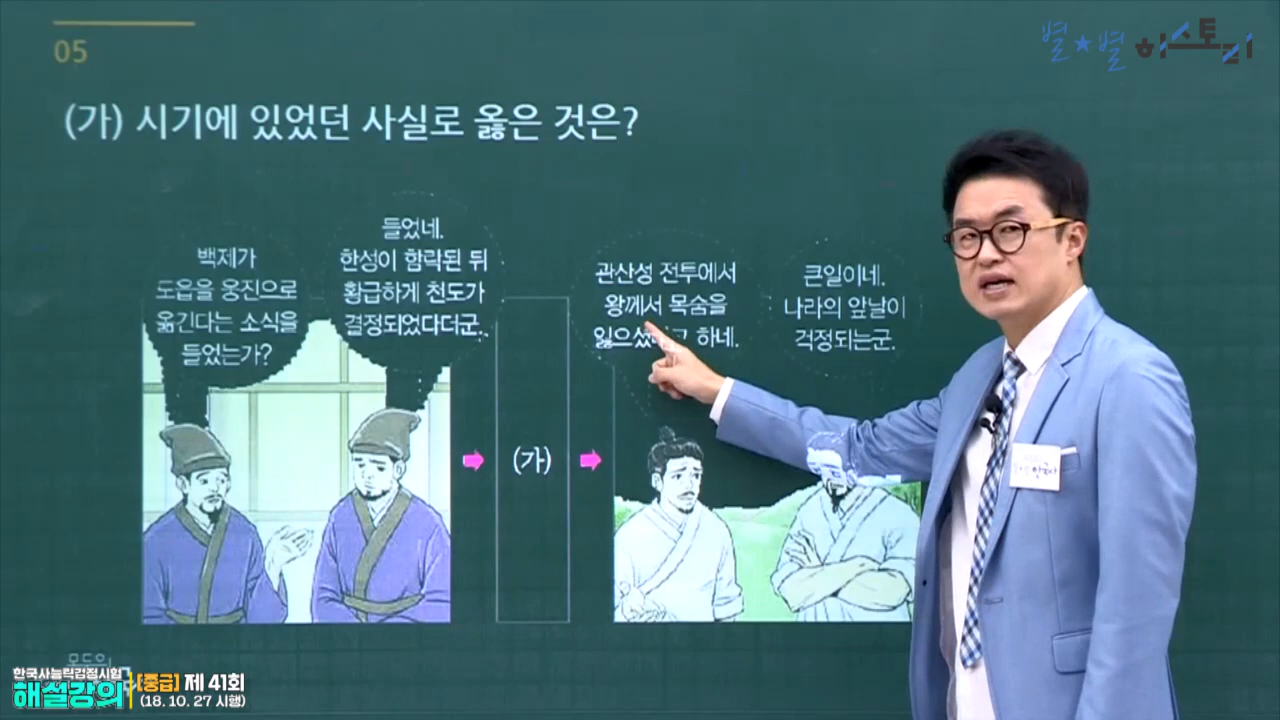 05
별★별 히스토리
(가) 시기에 있었던 사실로 옳은 것은?
백제가
도읍을 웅진으로
옮긴다는 소식을
들었는가?
들었네.
한성이 함락된 뒤
황급하게 천도가
결정되었다더군.
(가)
관산성 전투에서
왕께서 목숨을
하네.
큰일이네.
나라의 앞날이
걱정되는군.
한국사능력검정시험
해설강의
[중급] 제 41회
(18. 10. 27 시행)